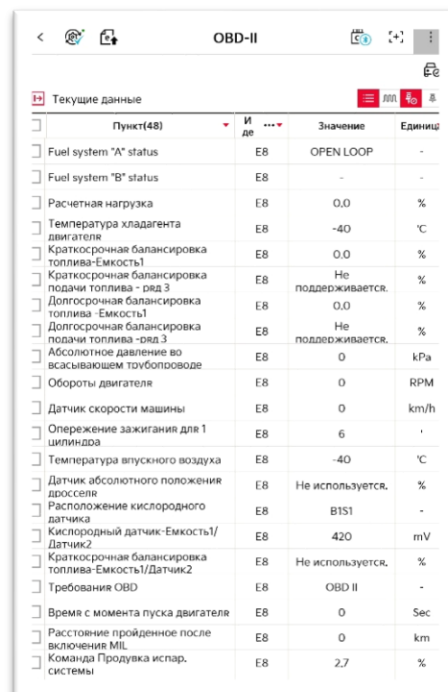 OBD-II
Текущие данные
Пункт(48) И де ... Значение Единица
Fuel system "A" status E8 OPEN LOOP -
Fuel system "B" status E8 - -
Расчетная нагрузка E8 0,0 %
Температура хладагента
двигателя E8 -40 'C
Краткосрочная балансировка
топлива-Емкость1 E8 0,0 %
Краткосрочная балансировка
подачи топлива - ряд 3 E8 Не
поддерживается. %
Долгосрочная балансировка
топлива -Емкость1 E8 0,0 %
Долгосрочная балансировка
подачи топлива -ряд 3 E8 Не
поддерживается. %
Абсолютное давление во
всасывающем трубопроводе E8 0 kPa
Обороты двигателя E8 0 RPM
Датчик скорости машины E8 0 km/h
Опережение зажигания для 1
цилиндра E8 6 '
Температура впускного воздуха E8 -40 'C
Датчик абсолютного положения
дросселя E8 Не используется. %
Расположение кислородного
датчика E8 B1S1 -
Кислородный датчик-Емкость1/
Датчик2 E8 420 mV
Краткосрочная балансировка
топлива-Емкость1/Датчик2 E8 Не используется. %
Требования OBD E8 OBD II -
Время с момента пуска двигателя E8 0 Sec
Расстояние пройденное после
включения MIL E8 0 km
Команда Продувка испар.
системы E8 2,7 %